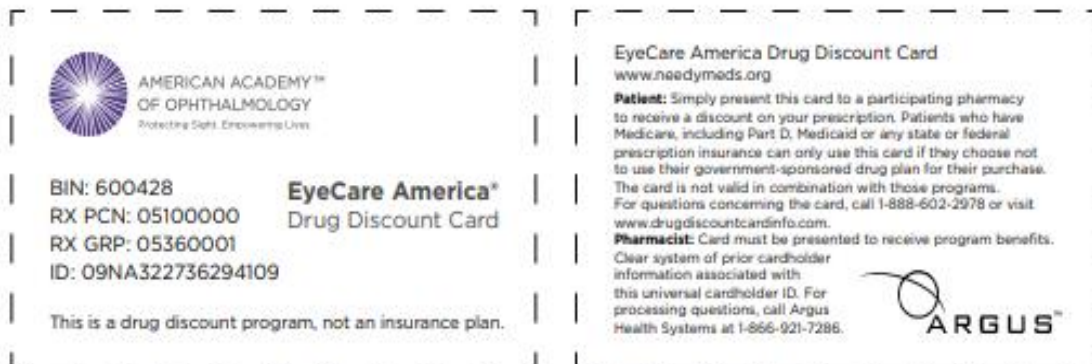 AMERICAN ACADEMY™
OF OPHTHALMOLOGY
Protecting Sight. Empowering Lives.
BIN: 600428
RX PCN: 05100000
RX GRP: 05360001
ID: 09NA322736294109
EyeCare America®
Drug Discount Card
This is a drug discount program, not an insurance plan.
EyeCare America Drug Discount Card
www.needymeds.org
Patient: Simply present this card to a participating pharmacy
to receive a discount on your prescription. Patients who have
Medicare, including Part D, Medicaid or any state or federal
prescription insurance can only use this card if they choose not
to use their government-sponsored drug plan for their purchase.
The card is not valid in combination with those programs.
For questions concerning the card, call 1-888-602-2978 or visit
www.drugdiscountcardinfo.com.
Pharmacist: Card must be presented to receive program benefits.
Clear system of prior cardholder
information associated with
this universal cardholder ID. For
processing questions, call Argus
Health Systems at 1-866-921-7286.
ARGUS™